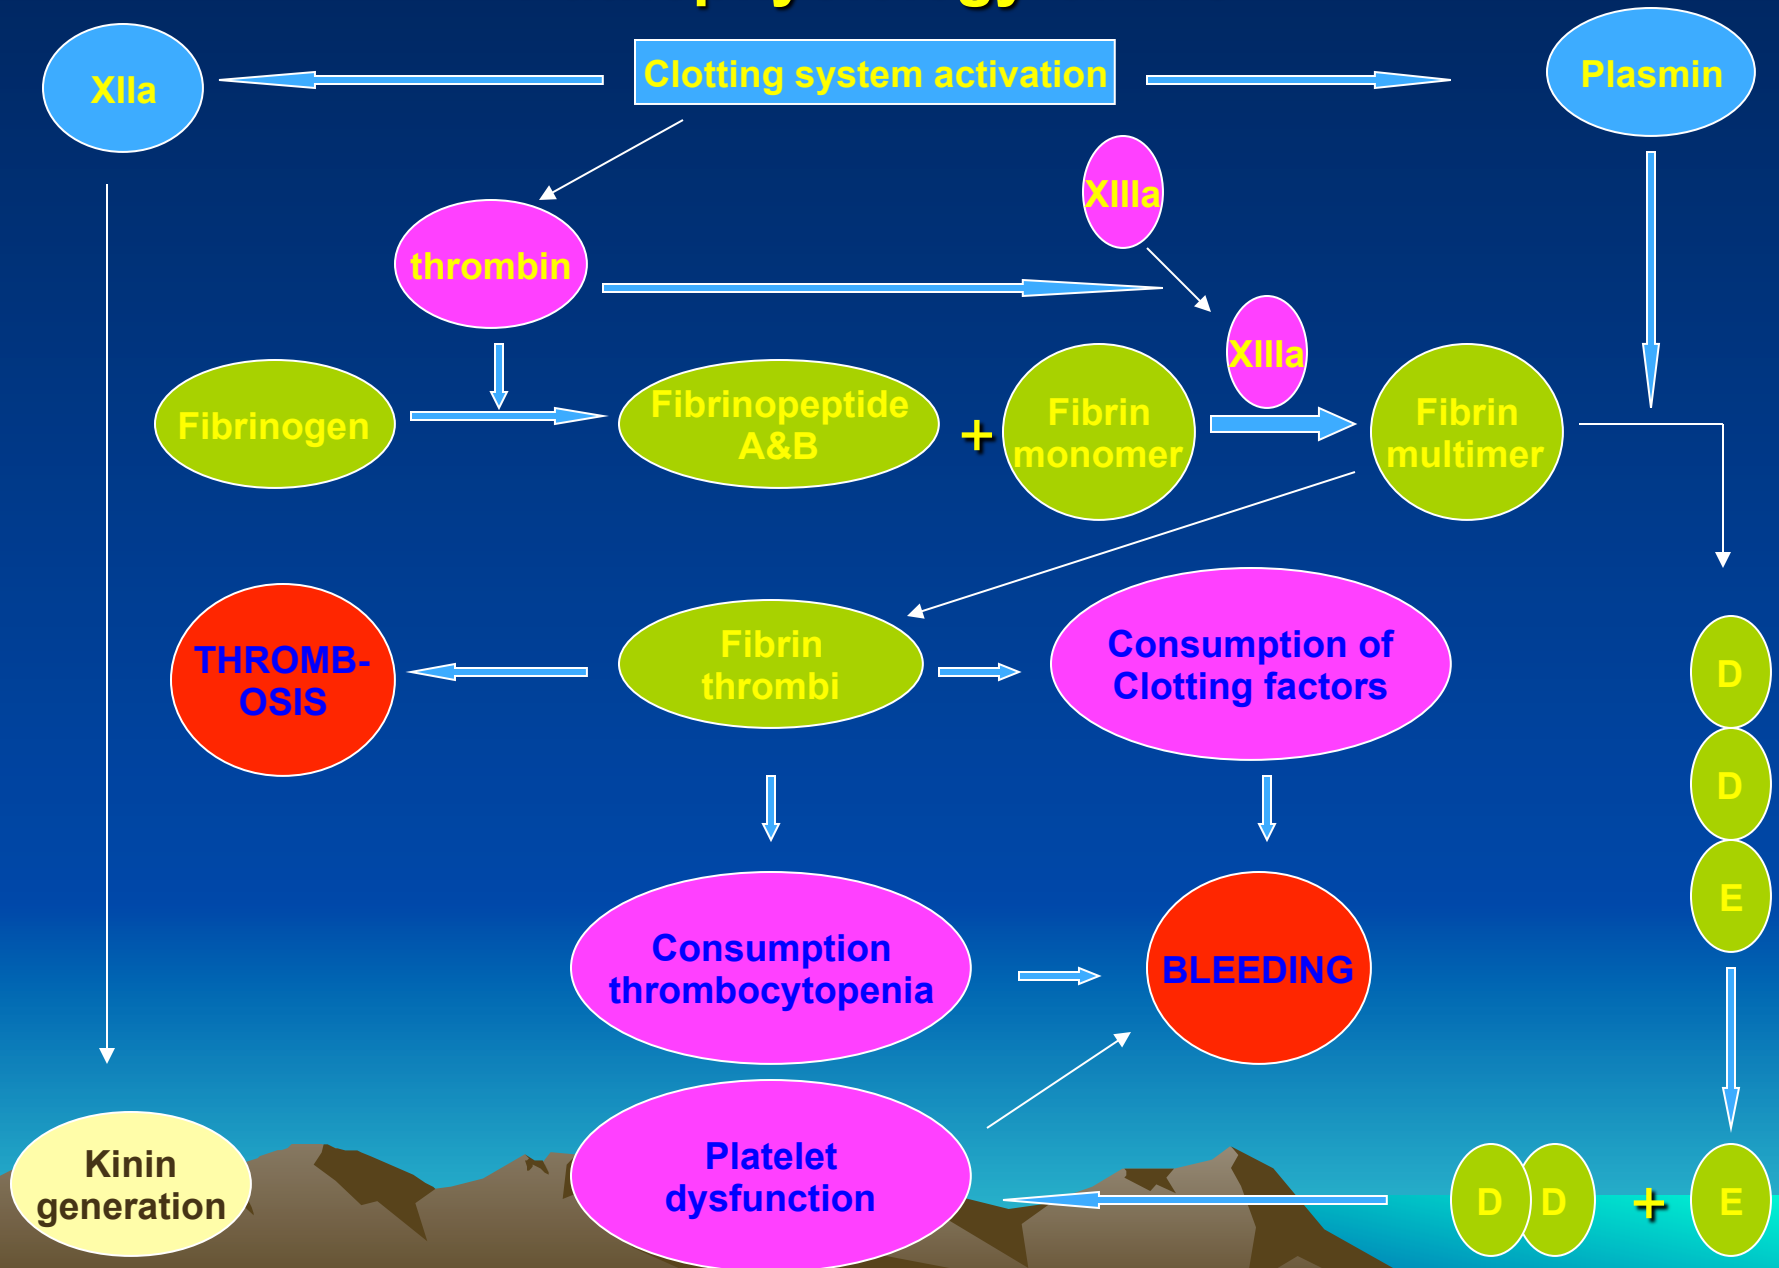 XIIa
Clotting system activation
Plasmin
XIIIa
thrombin
XIIIa
Fibrinogen
Fibrinopeptide
A&B
+
Fibrin
monomer
Fibrin
multimer
THROMB-
OSIS
Fibrin
thrombi
Consumption of
Clotting factors
D
D
E
Consumption
thrombocytopenia
BLEEDING
Kinin
generation
Platelet
dysfunction
D D + E